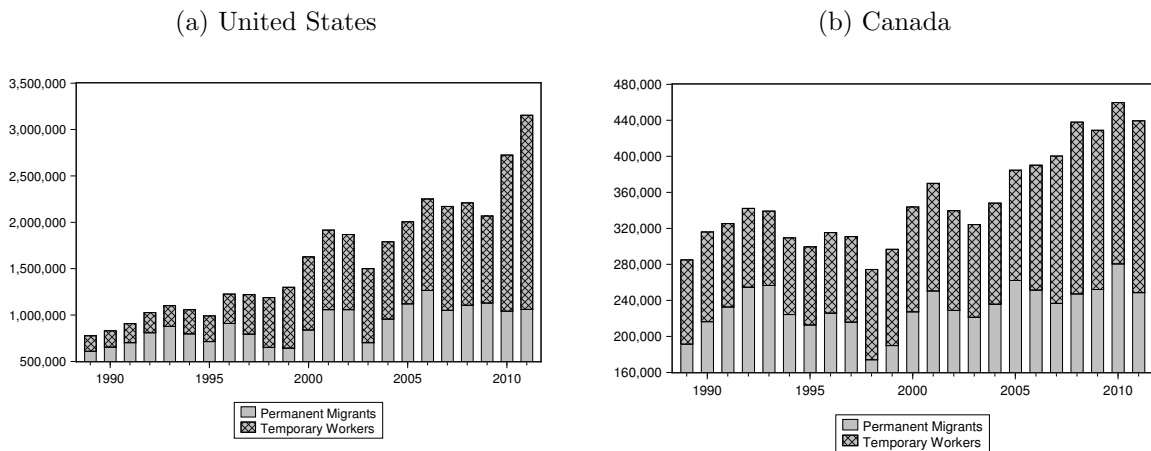 (a) United States
3,500,000
3,000,000
2,500,000
2,000,000
1,500,000
1,000,000
500,000
1990 1995 2000 2005 2010
Permanent Migrants
Temporary Workers
(b) Canada
480,000
440,000
400,000
360,000
320,000
280,000
240,000
200,000
160,000
1990 1995 2000 2005 2010
Permanent Migrants
Temporary Workers